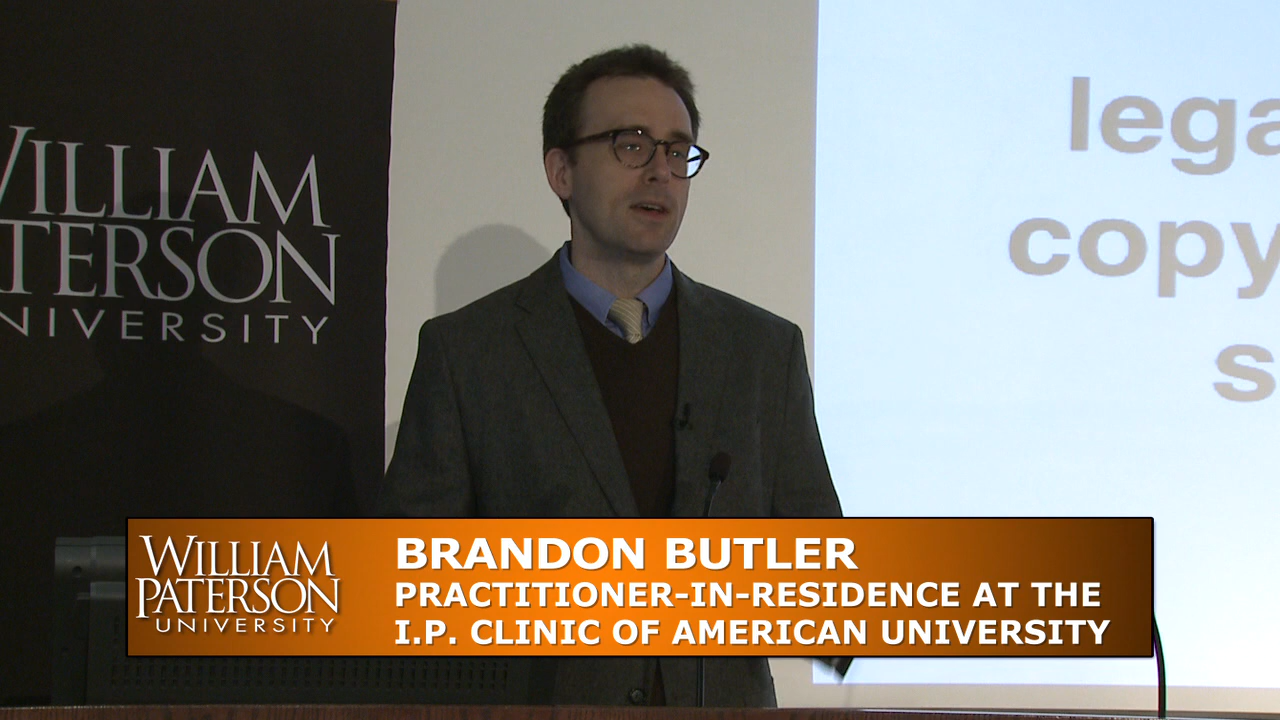 WILLIAM
PATERSON
UNIVERSITY
lega
copy
s
WILLIAM
PATERSON
UNIVERSITY
BRANDON BUTLER
PRACTITIONER-IN-RESIDENCE AT THE
I.P. CLINIC OF AMERICAN UNIVERSITY